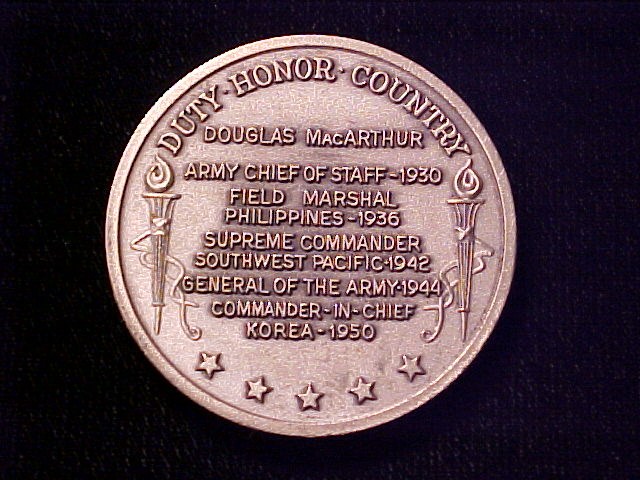 DUTY·HONOR·COUNTRY
DOUGLAS MacARTHUR
ARMY CHIEF OF STAFF-1930
FIELD MARSHAL
PHILIPPINES-1936
SUPREME COMMANDER
SOUTHWEST PACIFIC·1942
GENERAL OF THE ARMY·1944
COMMANDER-IN-CHIEF
KOREA-1950